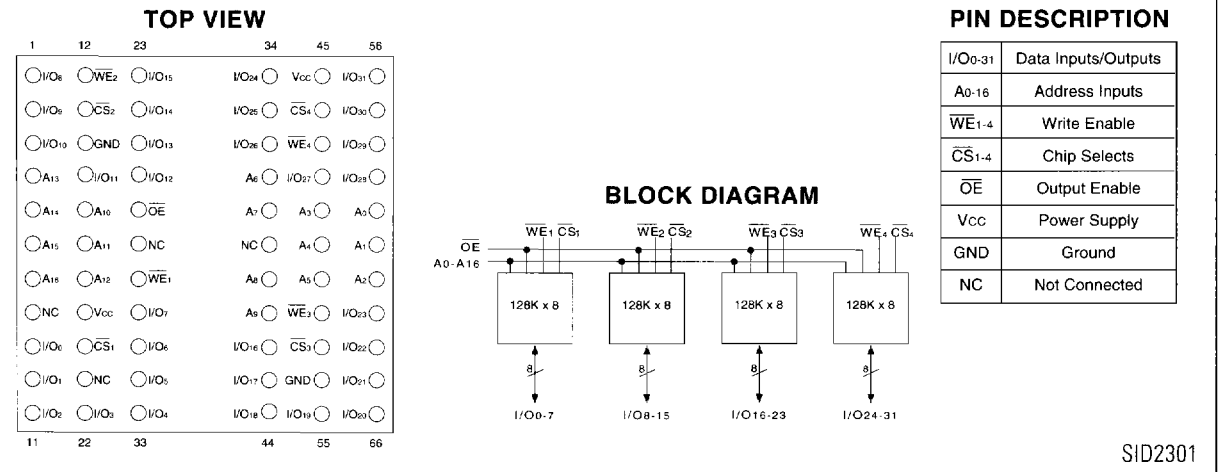 TOP VIEW
1 12 23 34 45 56
I/O8 WE2 I/O15 I/O24 Vcc I/O31
I/O9 CS2 I/O14 I/O25 CS4 I/O30
I/O10 GND I/O13 I/O26 WE4 I/O29
A13 I/O11 I/O12 A6 I/O27 I/O28
A14 A10 OE A7 A3 A0
A15 A11 NC NC A4 A1
A16 A12 WE1 A8 A5 A2
NC Vcc I/O7 A9 WE3 I/O23
I/O0 CS1 I/O6 I/O16 CS3 I/O22
I/O1 NC I/O5 I/O17 GND I/O21
I/O2 I/O3 I/O4 I/O18 I/O19 I/O20
11 22 33 44 55 66
BLOCK DIAGRAM
WE1 CS1 WE2 CS2 WE3 CS3 WE4 CS4
OE
A0-A16
128K x 8 128K x 8 128K x 8 128K x 8
8 8 8 8
I/O0-7 I/O8-15 I/O16-23 I/O24-31
PIN DESCRIPTION
I/O0-31 Data Inputs/Outputs
A0-16 Address Inputs
WE1-4 Write Enable
CS1-4 Chip Selects
OE Output Enable
Vcc Power Supply
GND Ground
NC Not Connected
SID2301